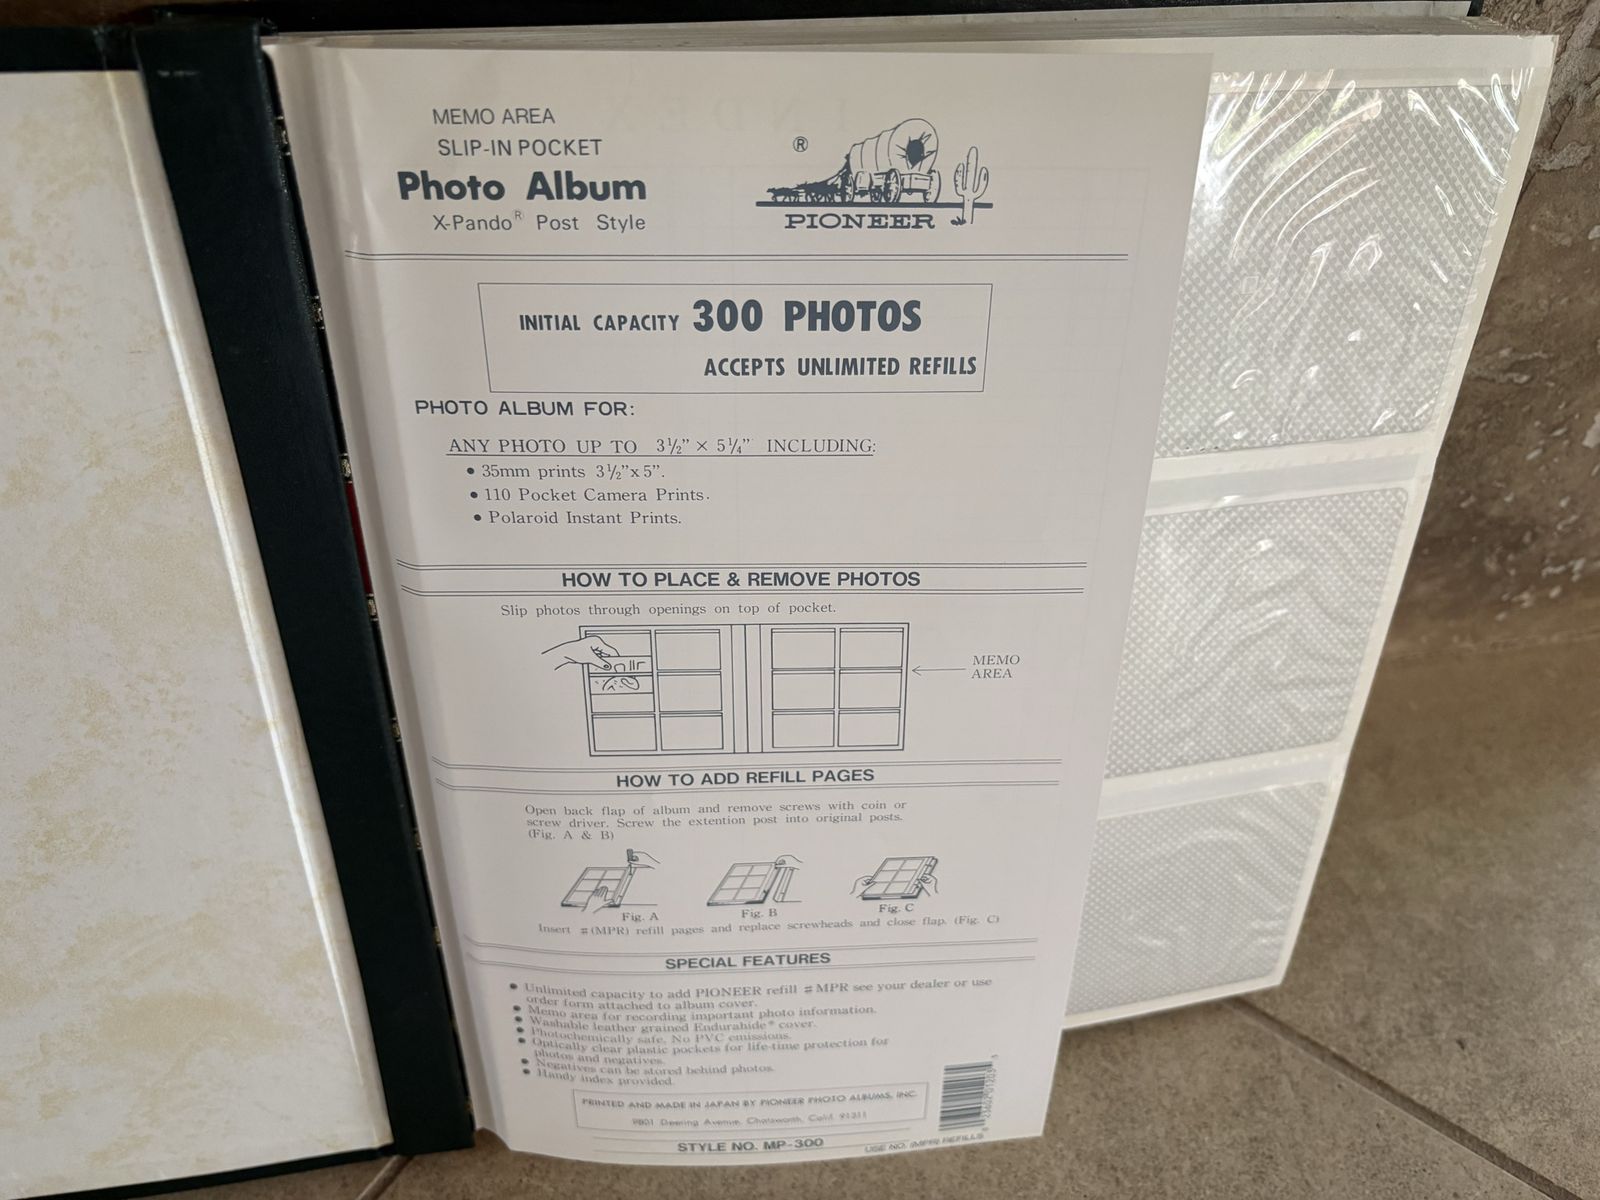 MEMO AREA
SLIP-IN POCKET
Photo Album
X-Pando® Post Style
®
PIONEER
INITIAL CAPACITY 300 PHOTOS
ACCEPTS UNLIMITED REFILLS
PHOTO ALBUM FOR:
ANY PHOTO UP TO 3½” × 5¼” INCLUDING:
• 35mm prints 3½”x5”.
• 110 Pocket Camera Prints.
• Polaroid Instant Prints.
HOW TO PLACE & REMOVE PHOTOS
Slip photos through openings on top of pocket.
MEMO
AREA
HOW TO ADD REFILL PAGES
Open back flap of album and remove screws with coin or
screw driver. Screw the extention post into original posts.
(Fig. A & B)
Fig. A
Fig. B
Fig. C
Insert #(MPR) refill pages and replace screwheads and close flap. (Fig. C)
SPECIAL FEATURES
• Unlimited capacity to add PIONEER refill #MPR see your dealer or use
order form attached to album cover.
• Memo area for recording important photo information.
• Washable leather grained Endurahide® cover.
• Photochemically safe, No PVC emissions.
• Optically clear plastic pockets for life-time protection for
photos and negatives.
• Negatives can be stored behind photos.
• Handy index provided.
PRINTED AND MADE IN JAPAN BY PIONEER PHOTO ALBUMS, INC.
9801 Deering Avenue, Chatsworth, Calif. 91311
STYLE NO. MP-300
USE NO. (MPR) REFILLS